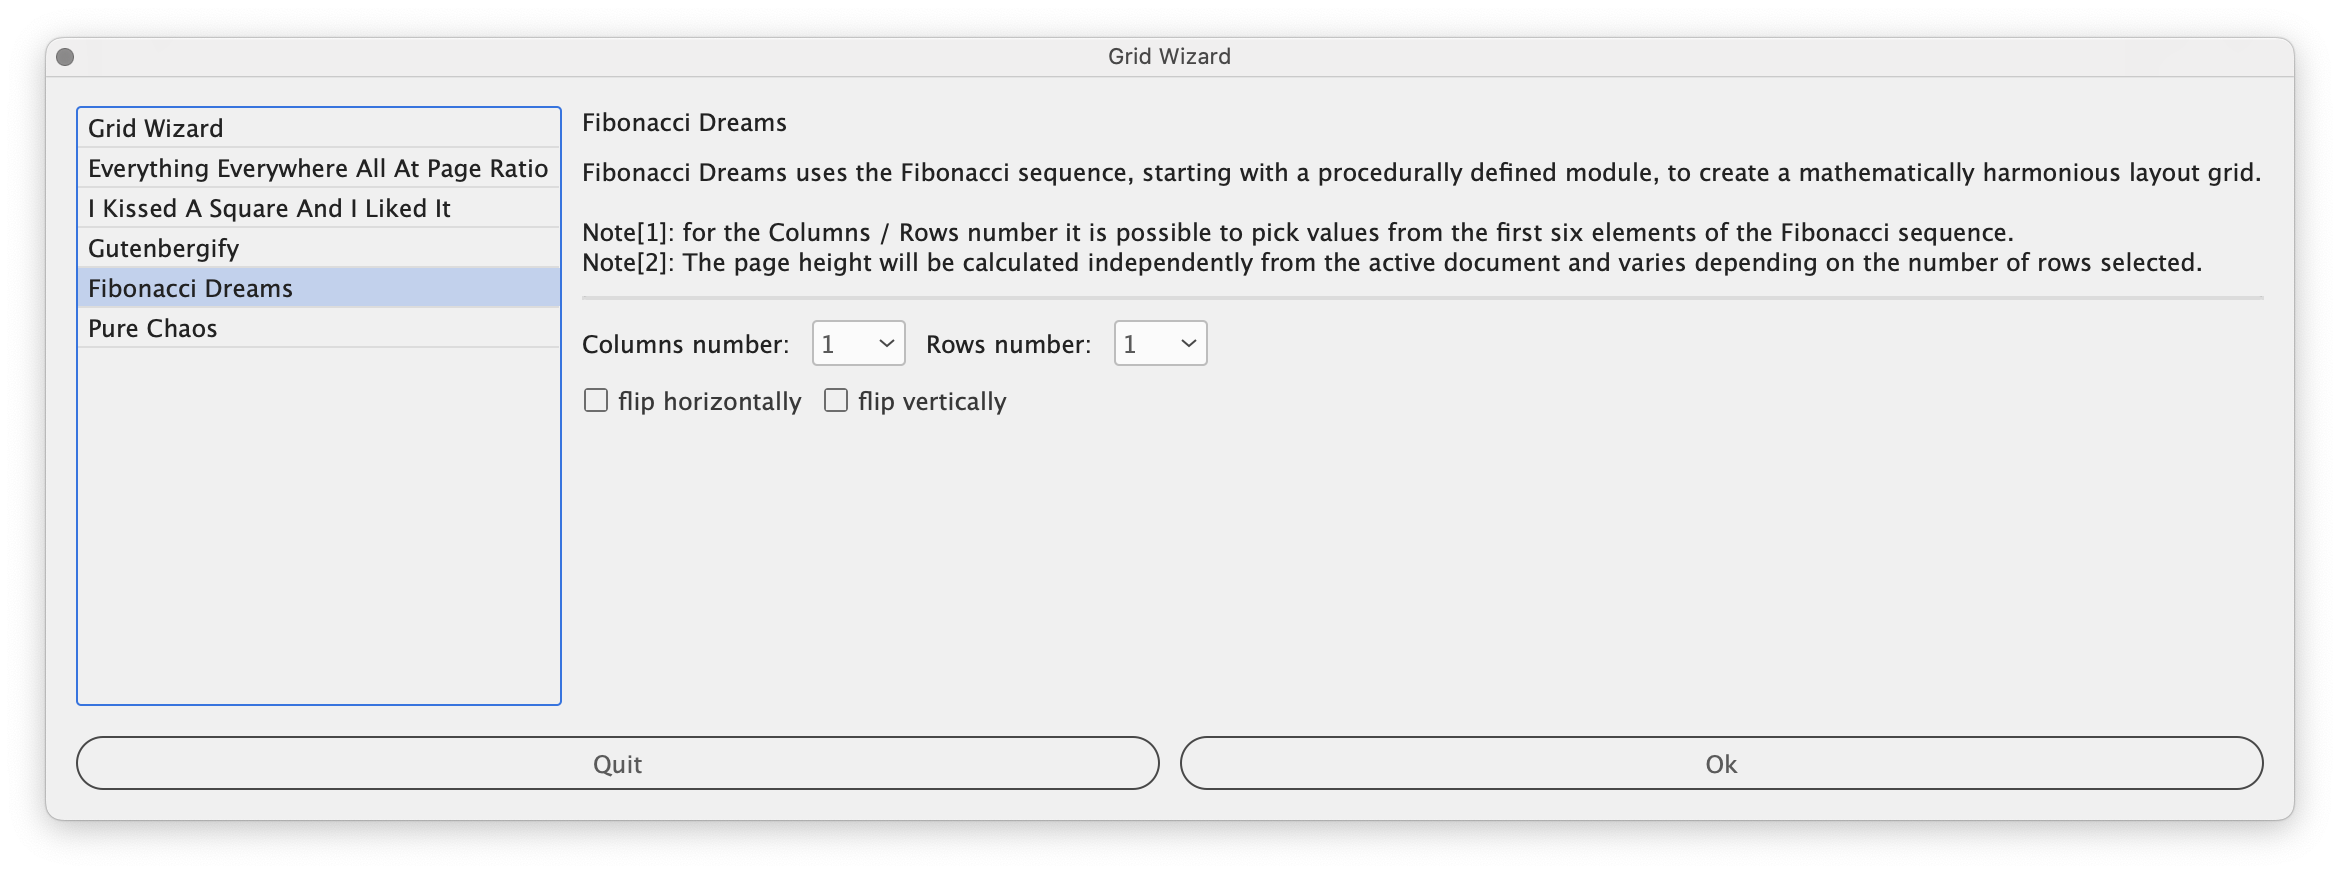 Grid Wizard
Grid Wizard
Everything Everywhere All At Page Ratio
I Kissed A Square And I Liked It
Gutenbergify
Fibonacci Dreams
Pure Chaos
Fibonacci Dreams
Fibonacci Dreams uses the Fibonacci sequence, starting with a procedurally defined module, to create a mathematically harmonious layout grid.
Note[1]: for the Columns / Rows number it is possible to pick values from the first six elements of the Fibonacci sequence.
Note[2]: The page height will be calculated independently from the active document and varies depending on the number of rows selected.
Columns number: 1 Rows number: 1
flip horizontally flip vertically
Quit Ok